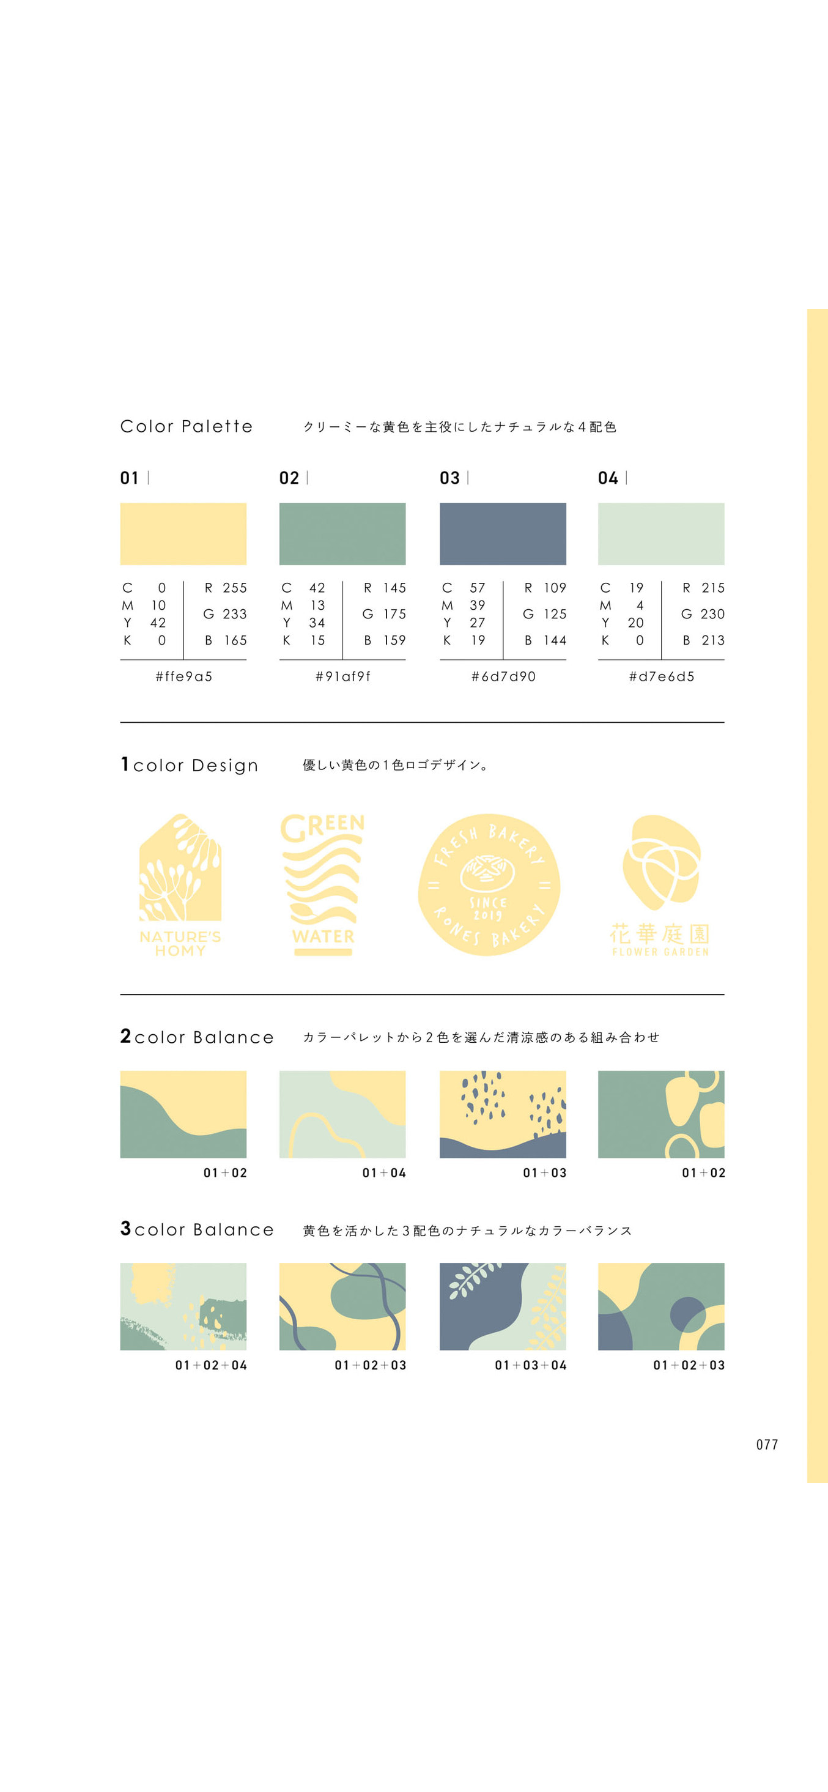 Color Palette クリーミーな黄色を主役にしたナチュラルな4配色
01 02 03 04
C 0 R 255 C 42 R 145 C 57 R 109 C 19 R 215
M 10 G 233 M 13 G 175 M 39 G 125 M 4 G 230
Y 42 Y 34 Y 27 Y 20
K 0 B 165 K 15 B 159 K 19 B 144 K 0 B 213
#ffe9a5 #91af9f #6d7d90 #d7e6d5
1color Design 優しい黄色の1色ロゴデザイン。
NATURE'S
HOMY
GREEN
WATER
FRESH BAKERY
SINCE
2019
RONES BAKERY
花華庭園
FLOWER GARDEN
2color Balance カラーパレットから2色を選んだ清涼感のある組み合わせ
01+02 01+04 01+03 01+02
3color Balance 黄色を活かした3配色のナチュラルなカラーバランス
01+02+04 01+02+03 01+03+04 01+02+03
077